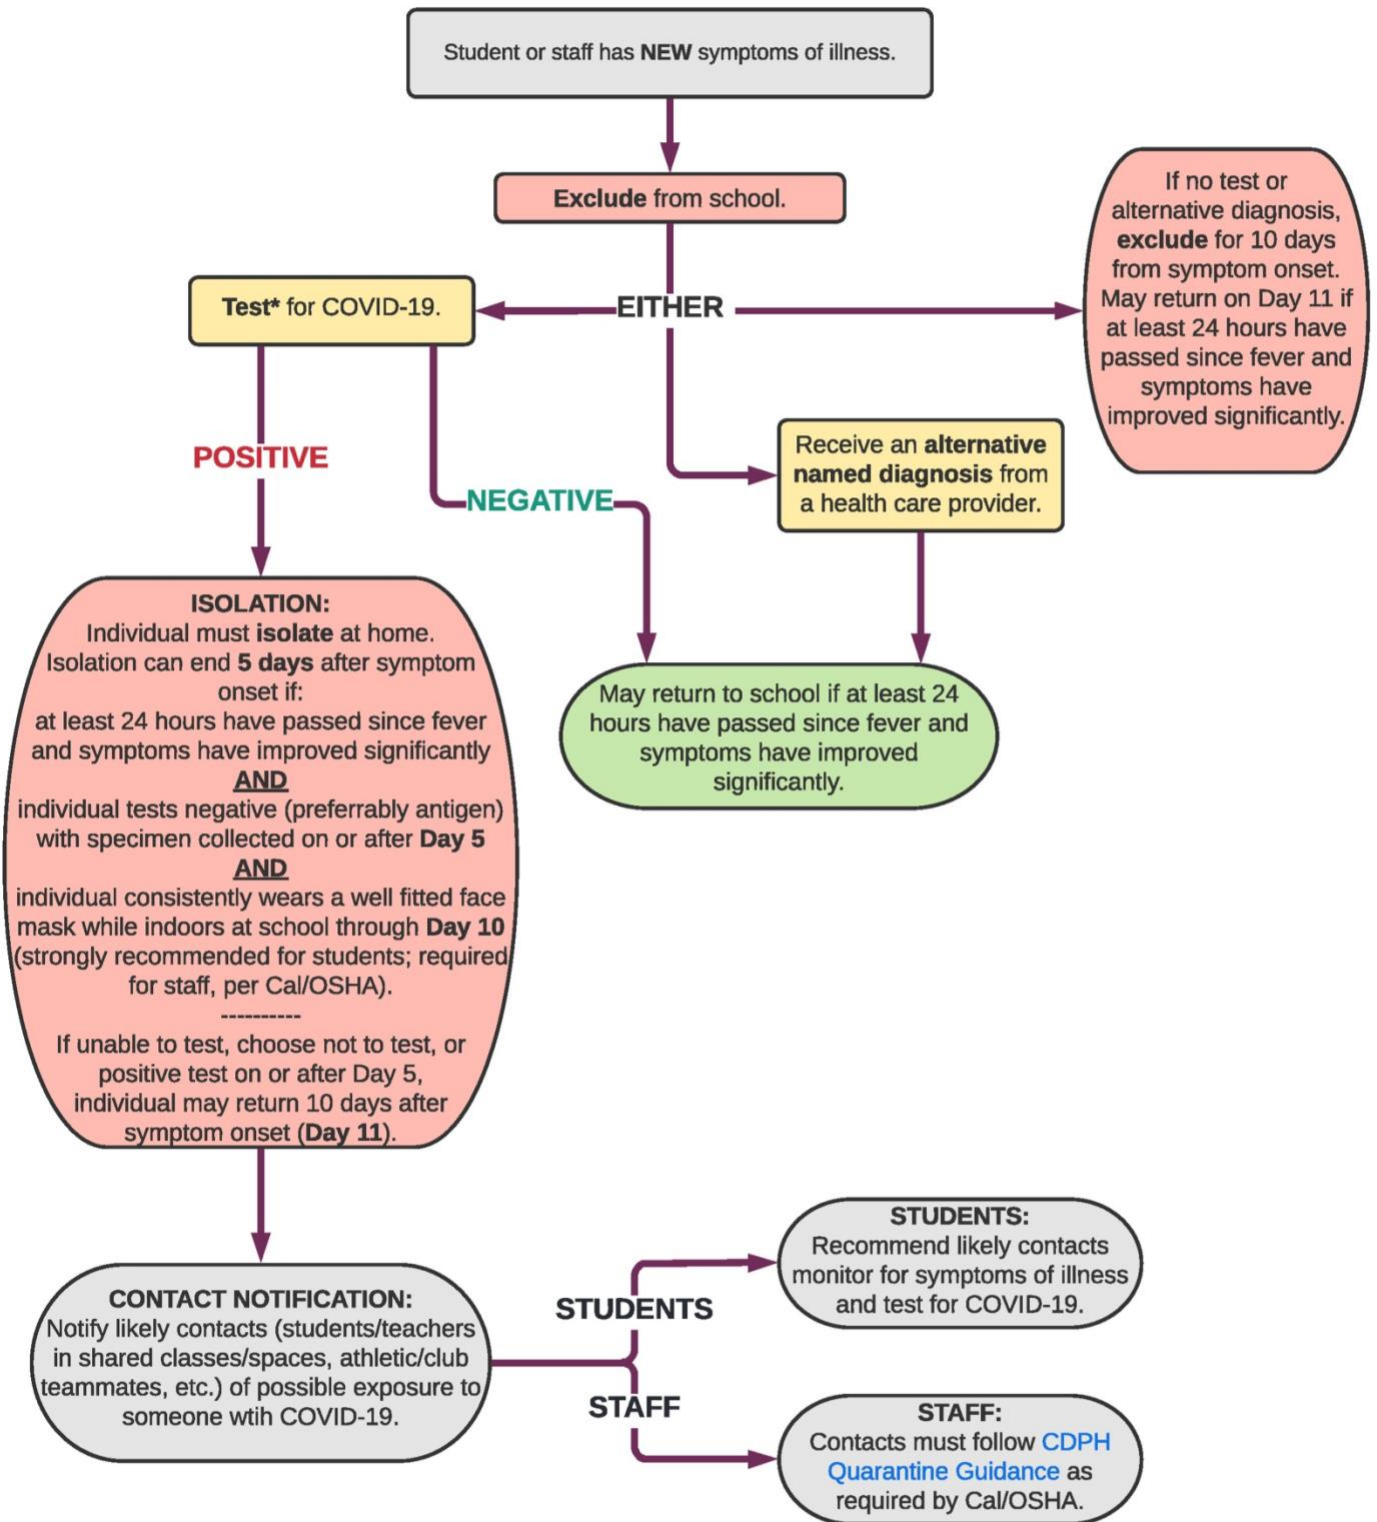 Student or staff has NEW symptoms of illness.
Exclude from school.
If no test or
alternative diagnosis,
exclude for 10 days
from symptom onset.
May return on Day 11 if
at least 24 hours have
passed since fever and
symptoms have
improved significantly.
Test* for COVID-19.
EITHER
Receive an alternative
named diagnosis from
a health care provider.
POSITIVE
NEGATIVE
May return to school if at least 24
hours have passed since fever and
symptoms have improved
significantly.
ISOLATION:
Individual must isolate at home.
Isolation can end 5 days after symptom
onset if:
at least 24 hours have passed since fever
and symptoms have improved significantly
AND
individual tests negative (preferrably antigen)
with specimen collected on or after Day 5
AND
individual consistently wears a well fitted face
mask while indoors at school through Day 10
(strongly recommended for students; required
for staff, per Cal/OSHA).
----------
If unable to test, choose not to test, or
positive test on or after Day 5,
individual may return 10 days after
symptom onset (Day 11).
CONTACT NOTIFICATION:
Notify likely contacts (students/teachers
in shared classes/spaces, athletic/club
teammates, etc.) of possible exposure to
someone wtih COVID-19.
STUDENTS
STUDENTS:
Recommend likely contacts
monitor for symptoms of illness
and test for COVID-19.
STAFF
STAFF:
Contacts must follow CDPH
Quarantine Guidance as
required by Cal/OSHA.